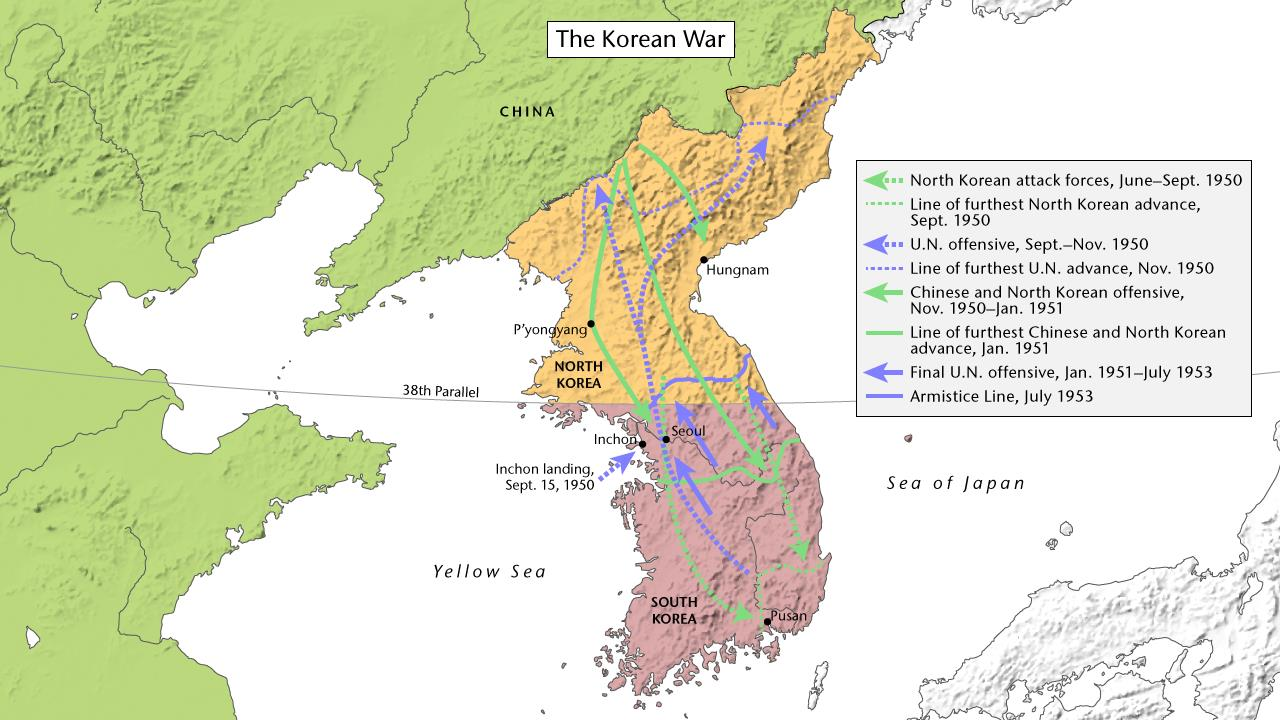 The Korean War
CHINA
North Korean attack forces, June–Sept. 1950
Line of furthest North Korean advance,
Sept. 1950
U.N. offensive, Sept.–Nov. 1950
Line of furthest U.N. advance, Nov. 1950
Chinese and North Korean offensive,
Nov. 1950–Jan. 1951
Line of furthest Chinese and North Korean
advance, Jan. 1951
Final U.N. offensive, Jan. 1951–July 1953
Armistice Line, July 1953
Hungnam
P'yongyang
NORTH
KOREA
38th Parallel
Seoul
Inchon
Inchon landing,
Sept. 15, 1950
Sea of Japan
Yellow Sea
SOUTH
KOREA
Pusan